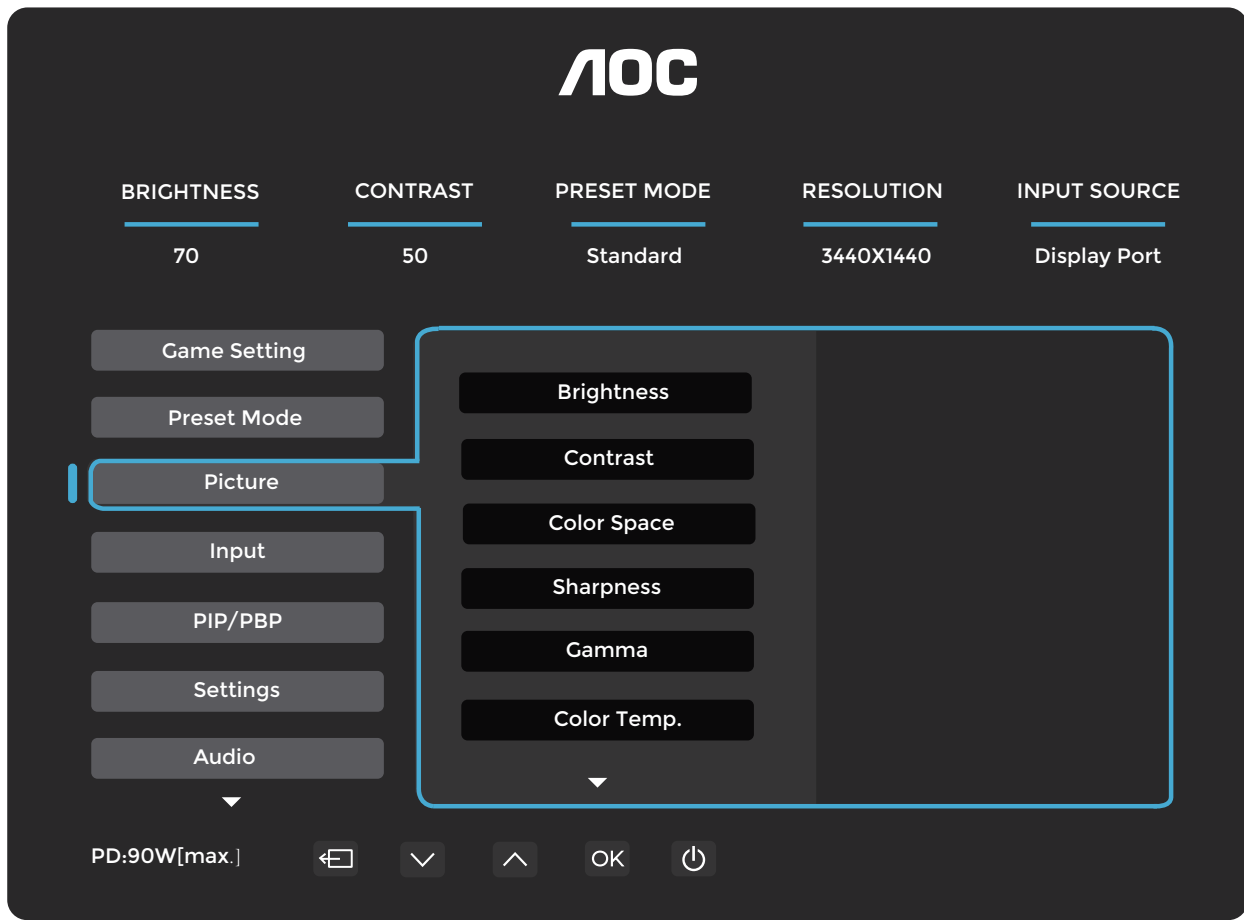 AOC
BRIGHTNESS CONTRAST PRESET MODE RESOLUTION INPUT SOURCE
70 50 Standard 3440X1440 Display Port
Game Setting
Preset Mode
Picture
Input
PIP/PBP
Settings
Audio
Brightness
Contrast
Color Space
Sharpness
Gamma
Color Temp.
PD:90W[max.]
OK